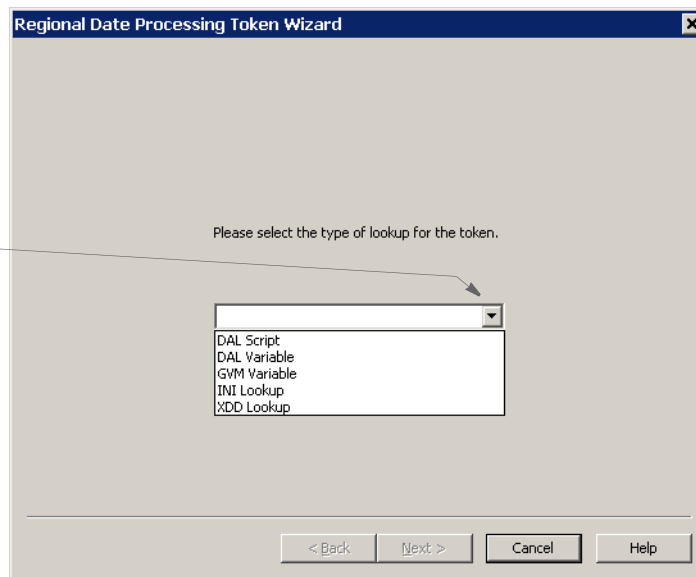 Regional Date Processing Token Wizard
Please select the type of lookup for the token.
DAL Script
DAL Variable
GVM Variable
INI Lookup
XDD Lookup
< Back
Next >
Cancel
Help